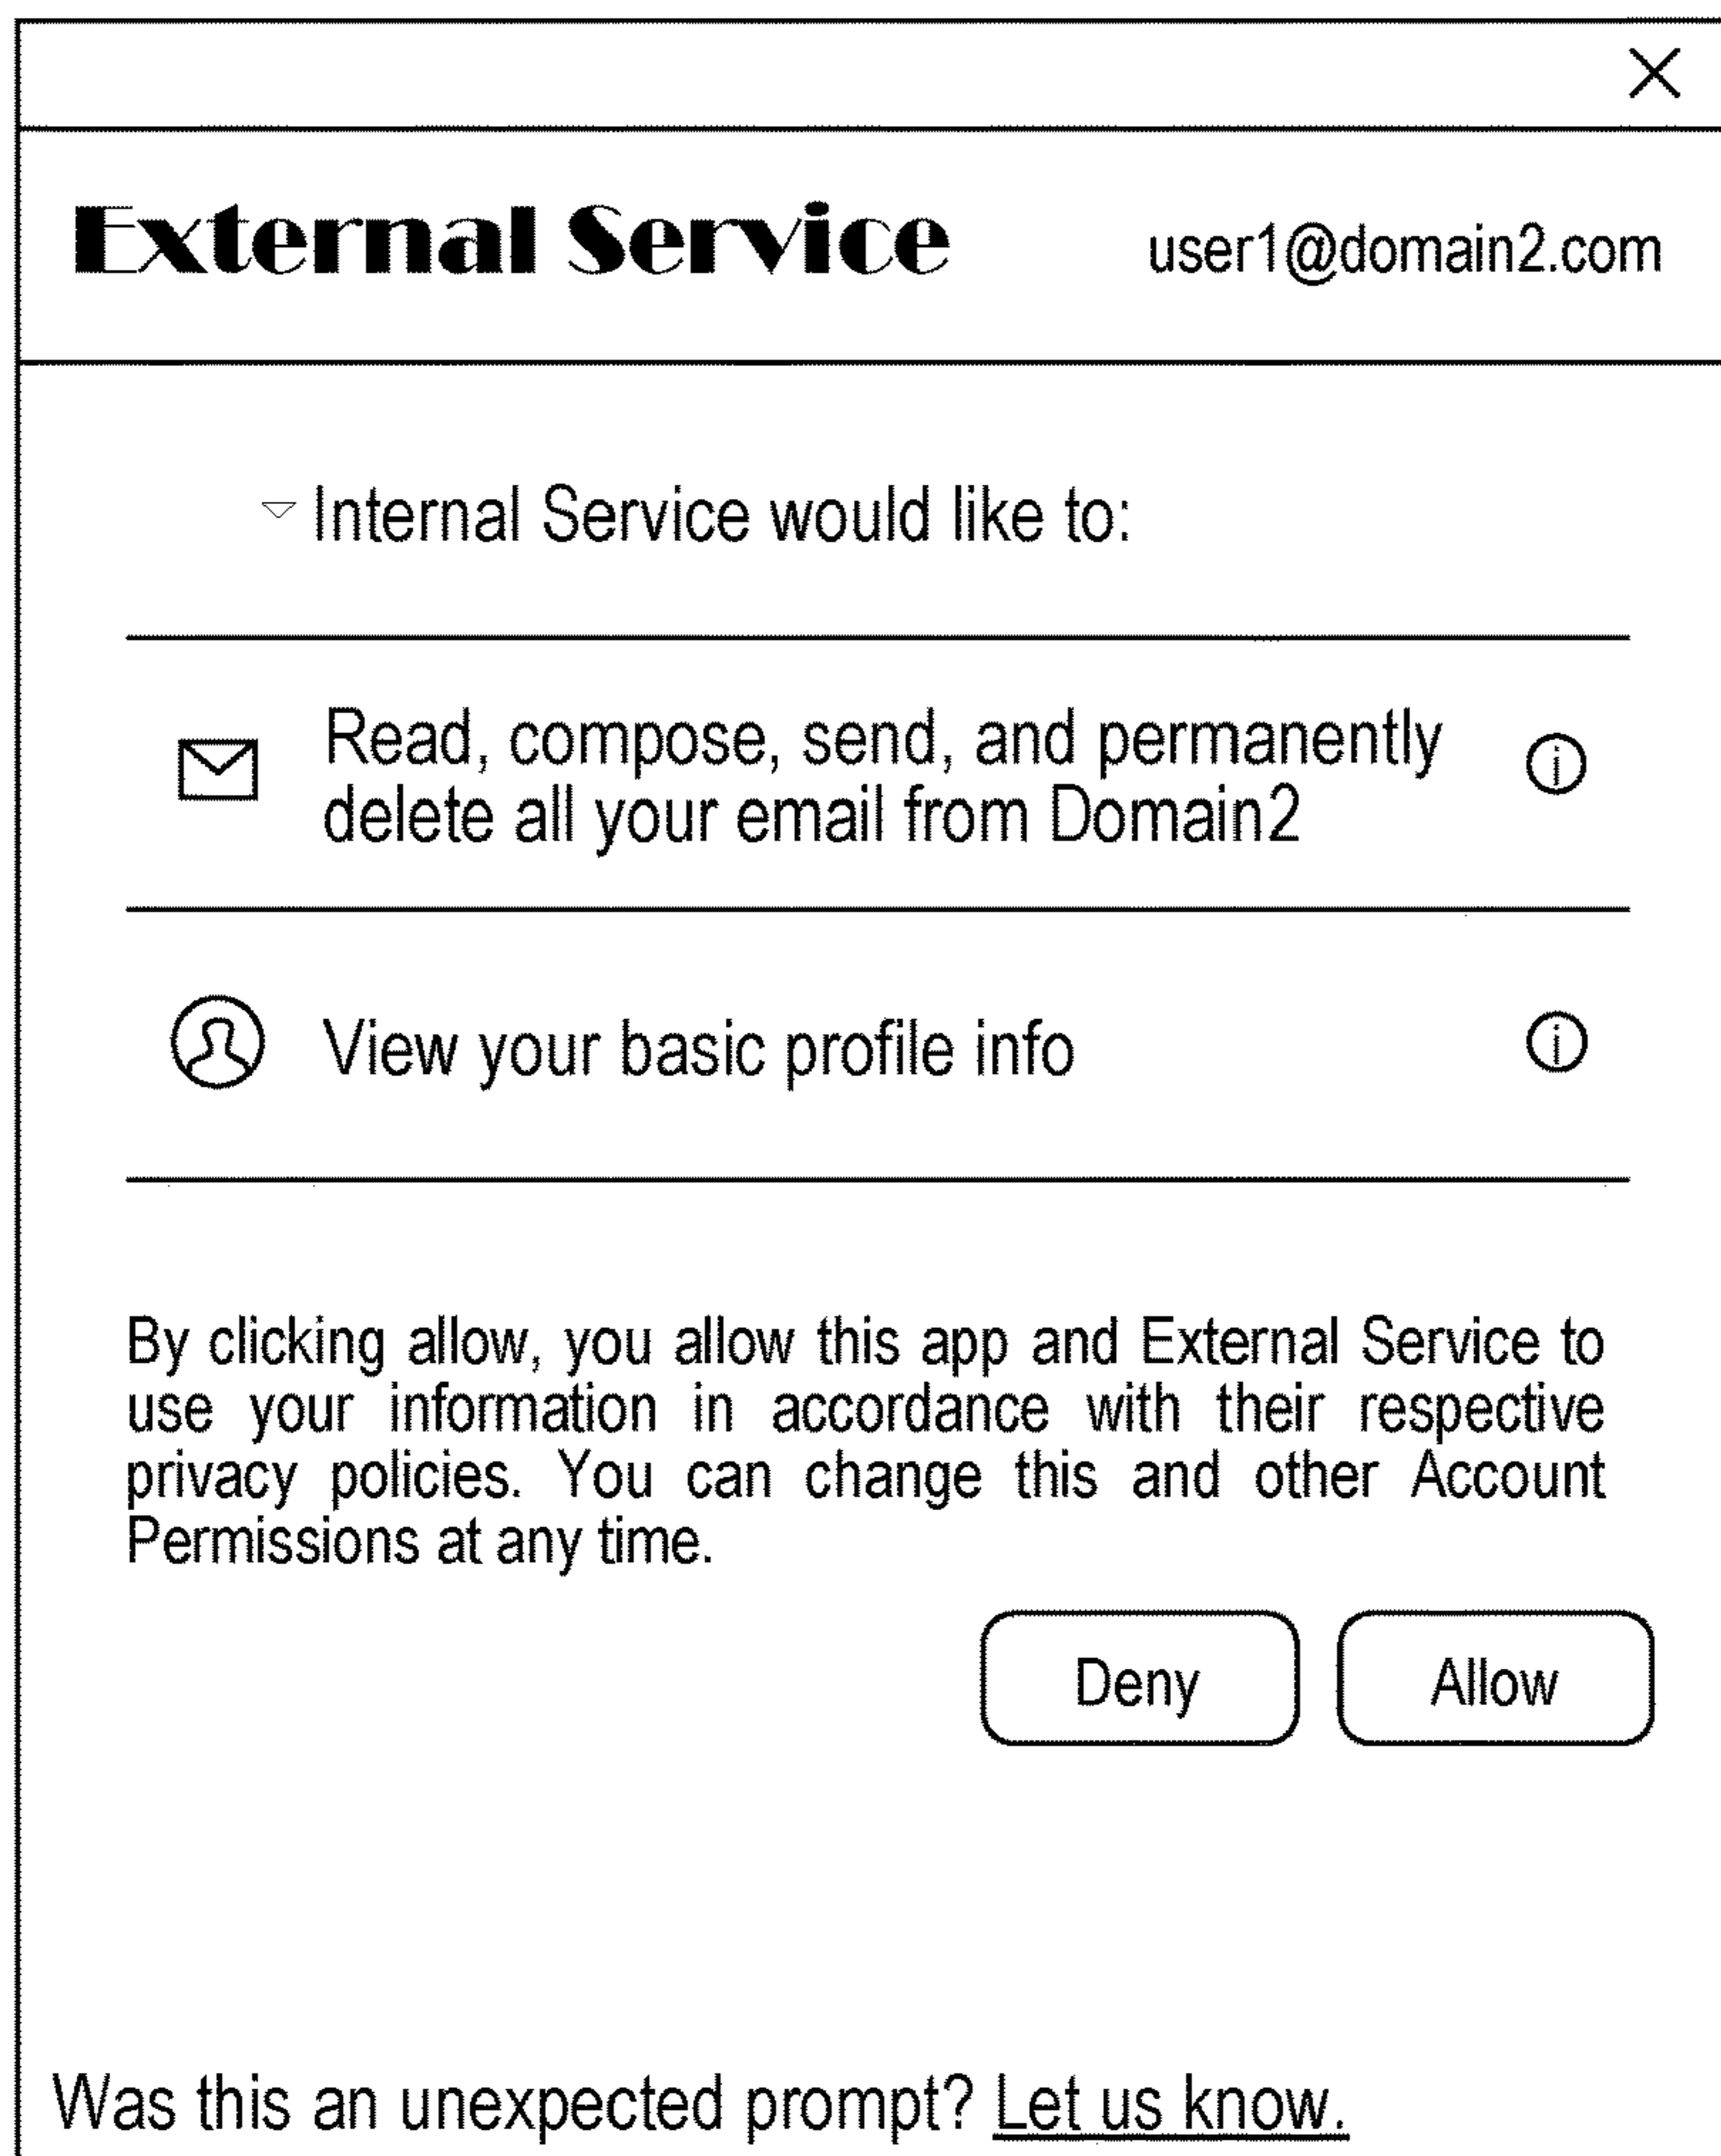 External Service
user1@domain2.com
Internal Service would like to:
Read, compose, send, and permanently
delete all your email from Domain2
View your basic profile info
By clicking allow, you allow this app and External Service to
use your information in accordance with their respective
privacy policies. You can change this and other Account
Permissions at any time.
Deny
Allow
Was this an unexpected prompt? Let us know.